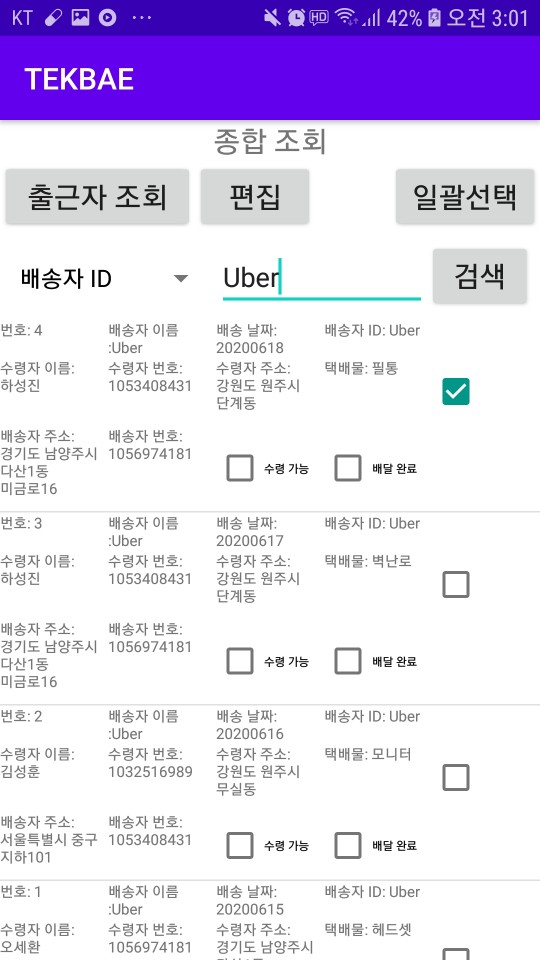 KT ... HD 42% 오전 3:01
TEKBAE
종합 조회
출근자 조회 편집 일괄선택
배송자 ID Uber 검색
번호: 4 배송자 이름 배송 날짜: 배송자 ID: Uber
:Uber 20200618
수령자 이름: 수령자 번호: 수령자 주소: 택배물: 필통
하성진 1053408431 강원도 원주시
단계동
배송자 주소: 배송자 번호:
경기도 남양주시 1056974181
다산1동 수령 가능 배달 완료
미금로16
번호: 3 배송자 이름 배송 날짜: 배송자 ID: Uber
:Uber 20200617
수령자 이름: 수령자 번호: 수령자 주소: 택배물: 벽난로
하성진 1053408431 강원도 원주시
단계동
배송자 주소: 배송자 번호:
경기도 남양주시 1056974181
다산1동 수령 가능 배달 완료
미금로16
번호: 2 배송자 이름 배송 날짜: 배송자 ID: Uber
:Uber 20200616
수령자 이름: 수령자 번호: 수령자 주소: 택배물: 모니터
김성훈 1032516989 강원도 원주시
무실동
배송자 주소: 배송자 번호:
서울특별시 중구 1053408431 수령 가능 배달 완료
지하101
번호: 1 배송자 이름 배송 날짜: 배송자 ID: Uber
:Uber 20200615
수령자 이름: 수령자 번호: 수령자 주소: 택배물: 헤드셋
오세환 1056974181 경기도 남양주시